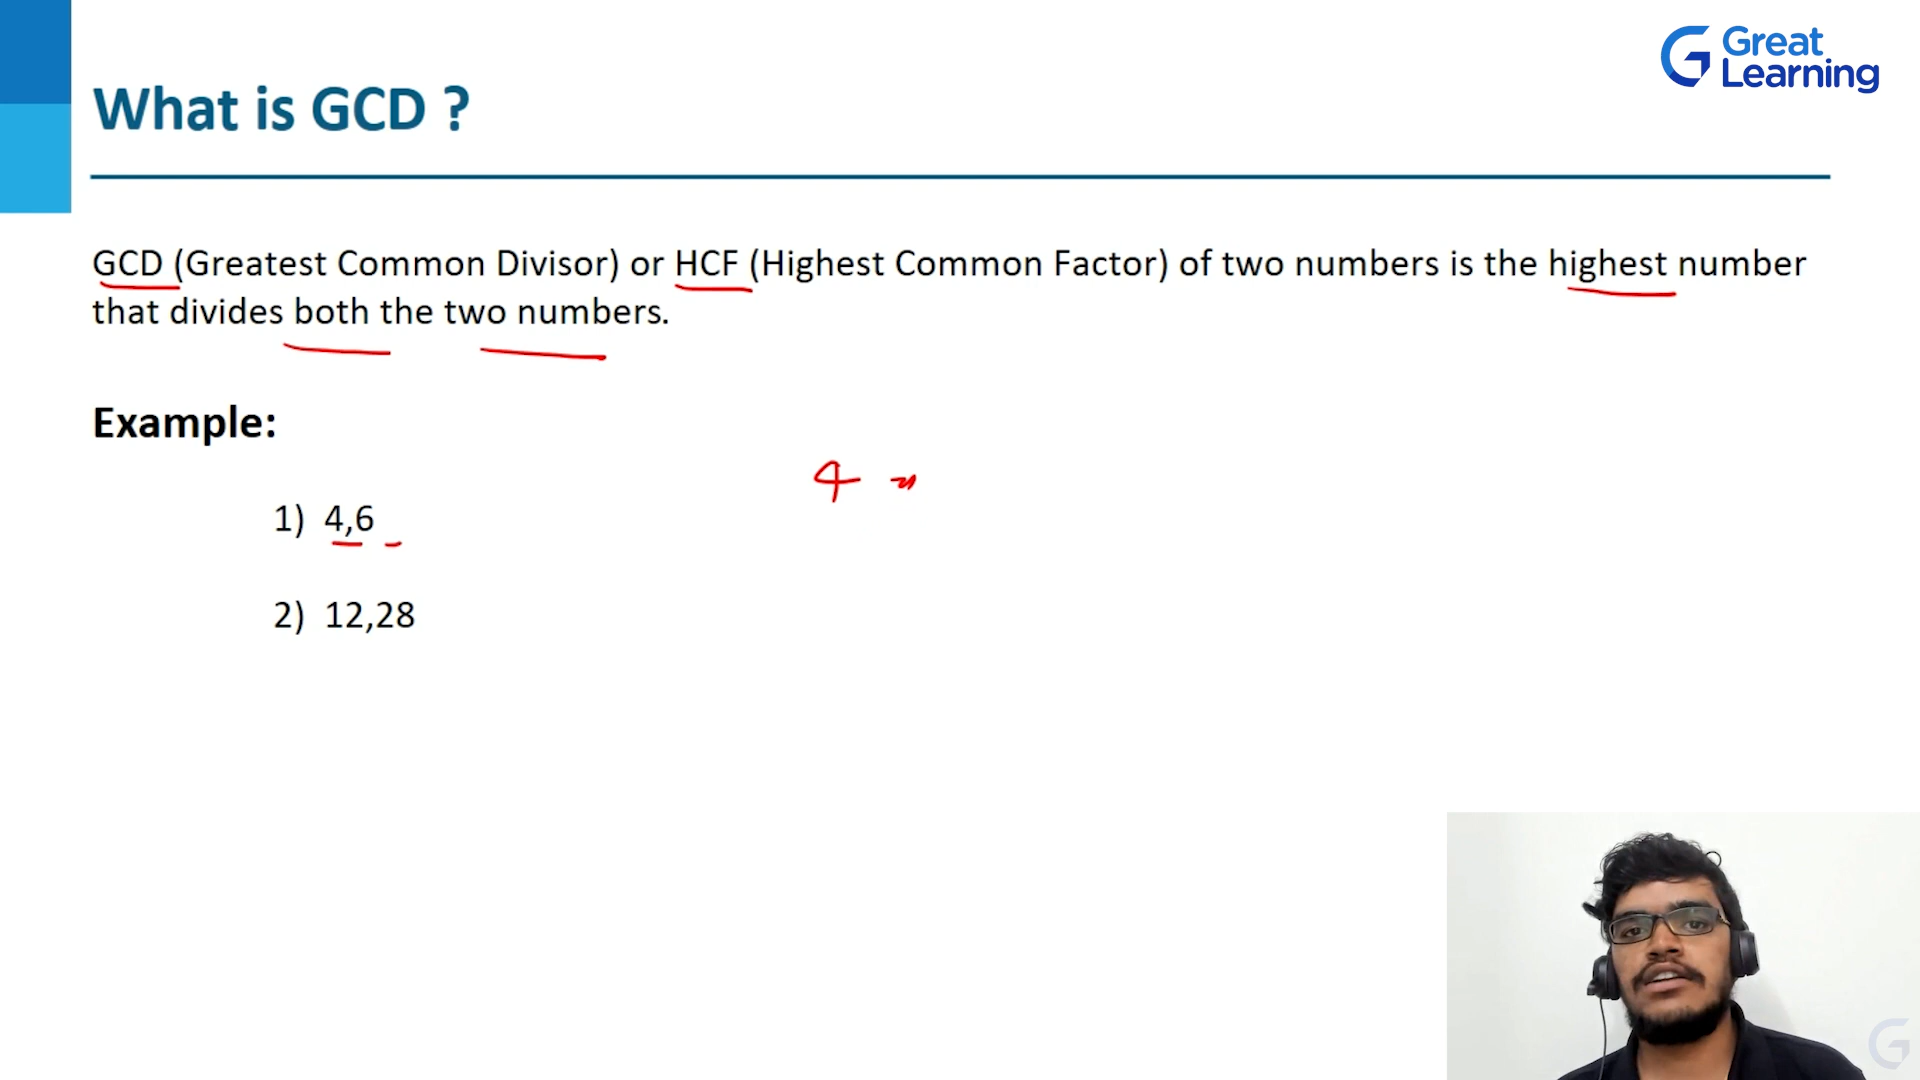 Great
Learning
What is GCD ?
GCD (Greatest Common Divisor) or HCF (Highest Common Factor) of two numbers is the highest number
that divides both the two numbers.
Example:
4
1) 4,6
2) 12,28